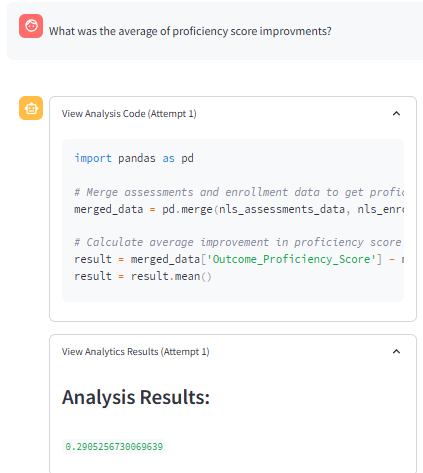 What was the average of proficiency score improvments?
View Analysis Code (Attempt 1)
import pandas as pd
# Merge assessments and enrollment data to get profic
merged_data = pd.merge(nls_assessments_data, nls_enro
# Calculate average improvement in proficiency score
result = merged_data['Outcome_Proficiency_Score'] -
result = result.mean()
View Analytics Results (Attempt 1)
Analysis Results:
0.2905256730069639